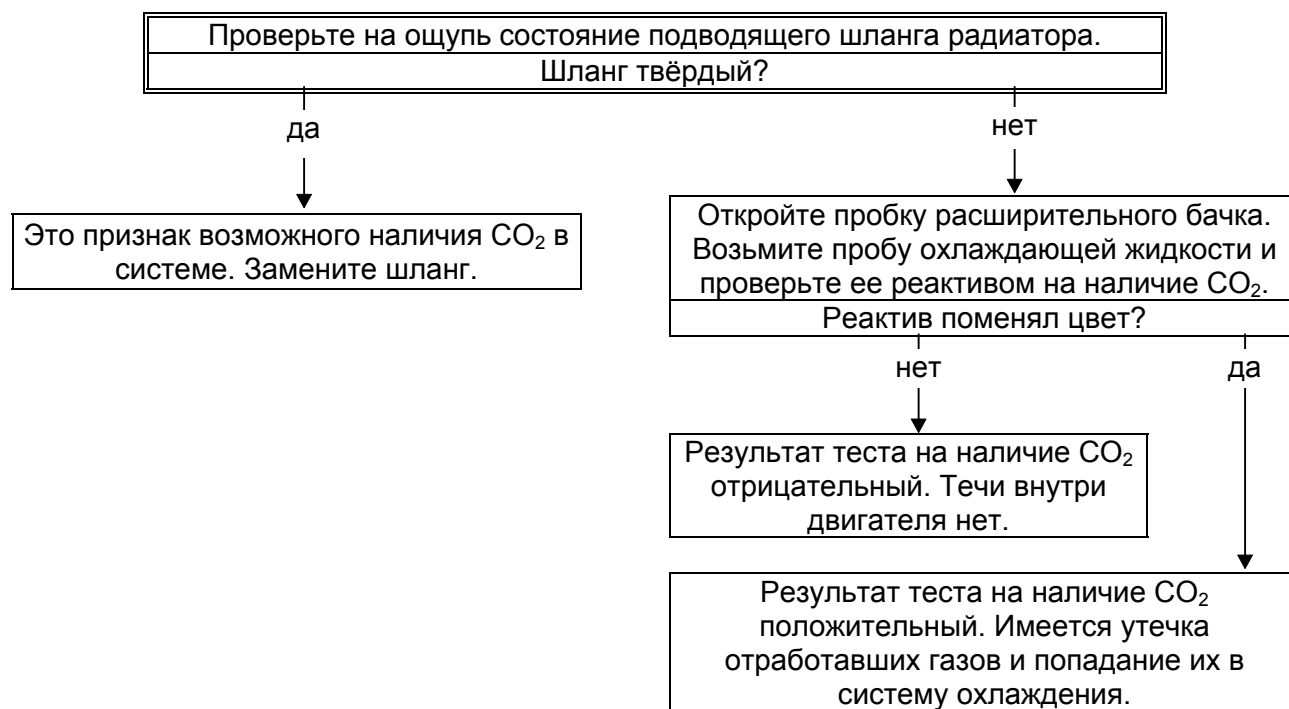 Проверьте на ощупь состояние подводящего шланга радиатора.
Шланг твёрдый?
да
нет
Это признак возможного наличия CO₂ в
системе. Замените шланг.
Откройте пробку расширительного бачка.
Возьмите пробу охлаждающей жидкости и
проверьте ее реактивом на наличие CO₂.
Реактив поменял цвет?
нет
да
Результат теста на наличие CO₂
отрицательный. Течи внутри
двигателя нет.
Результат теста на наличие CO₂
положительный. Имеется утечка
отработавших газов и попадание их в
систему охлаждения.